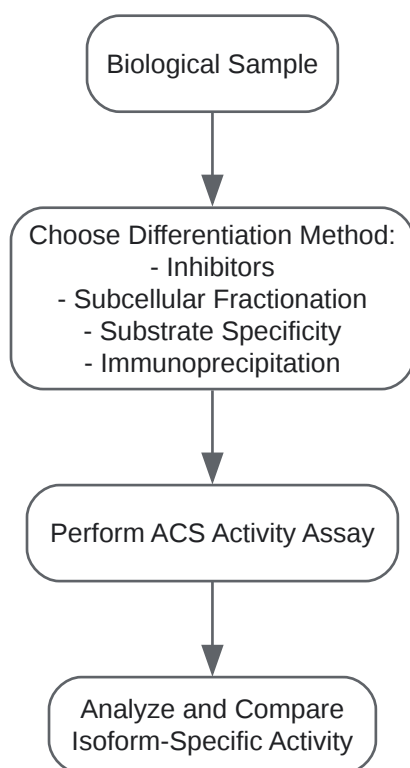 Biological Sample
Choose Differentiation Method:
- Inhibitors
- Subcellular Fractionation
- Substrate Specificity
- Immunoprecipitation
Perform ACS Activity Assay
Analyze and Compare
Isoform-Specific Activity